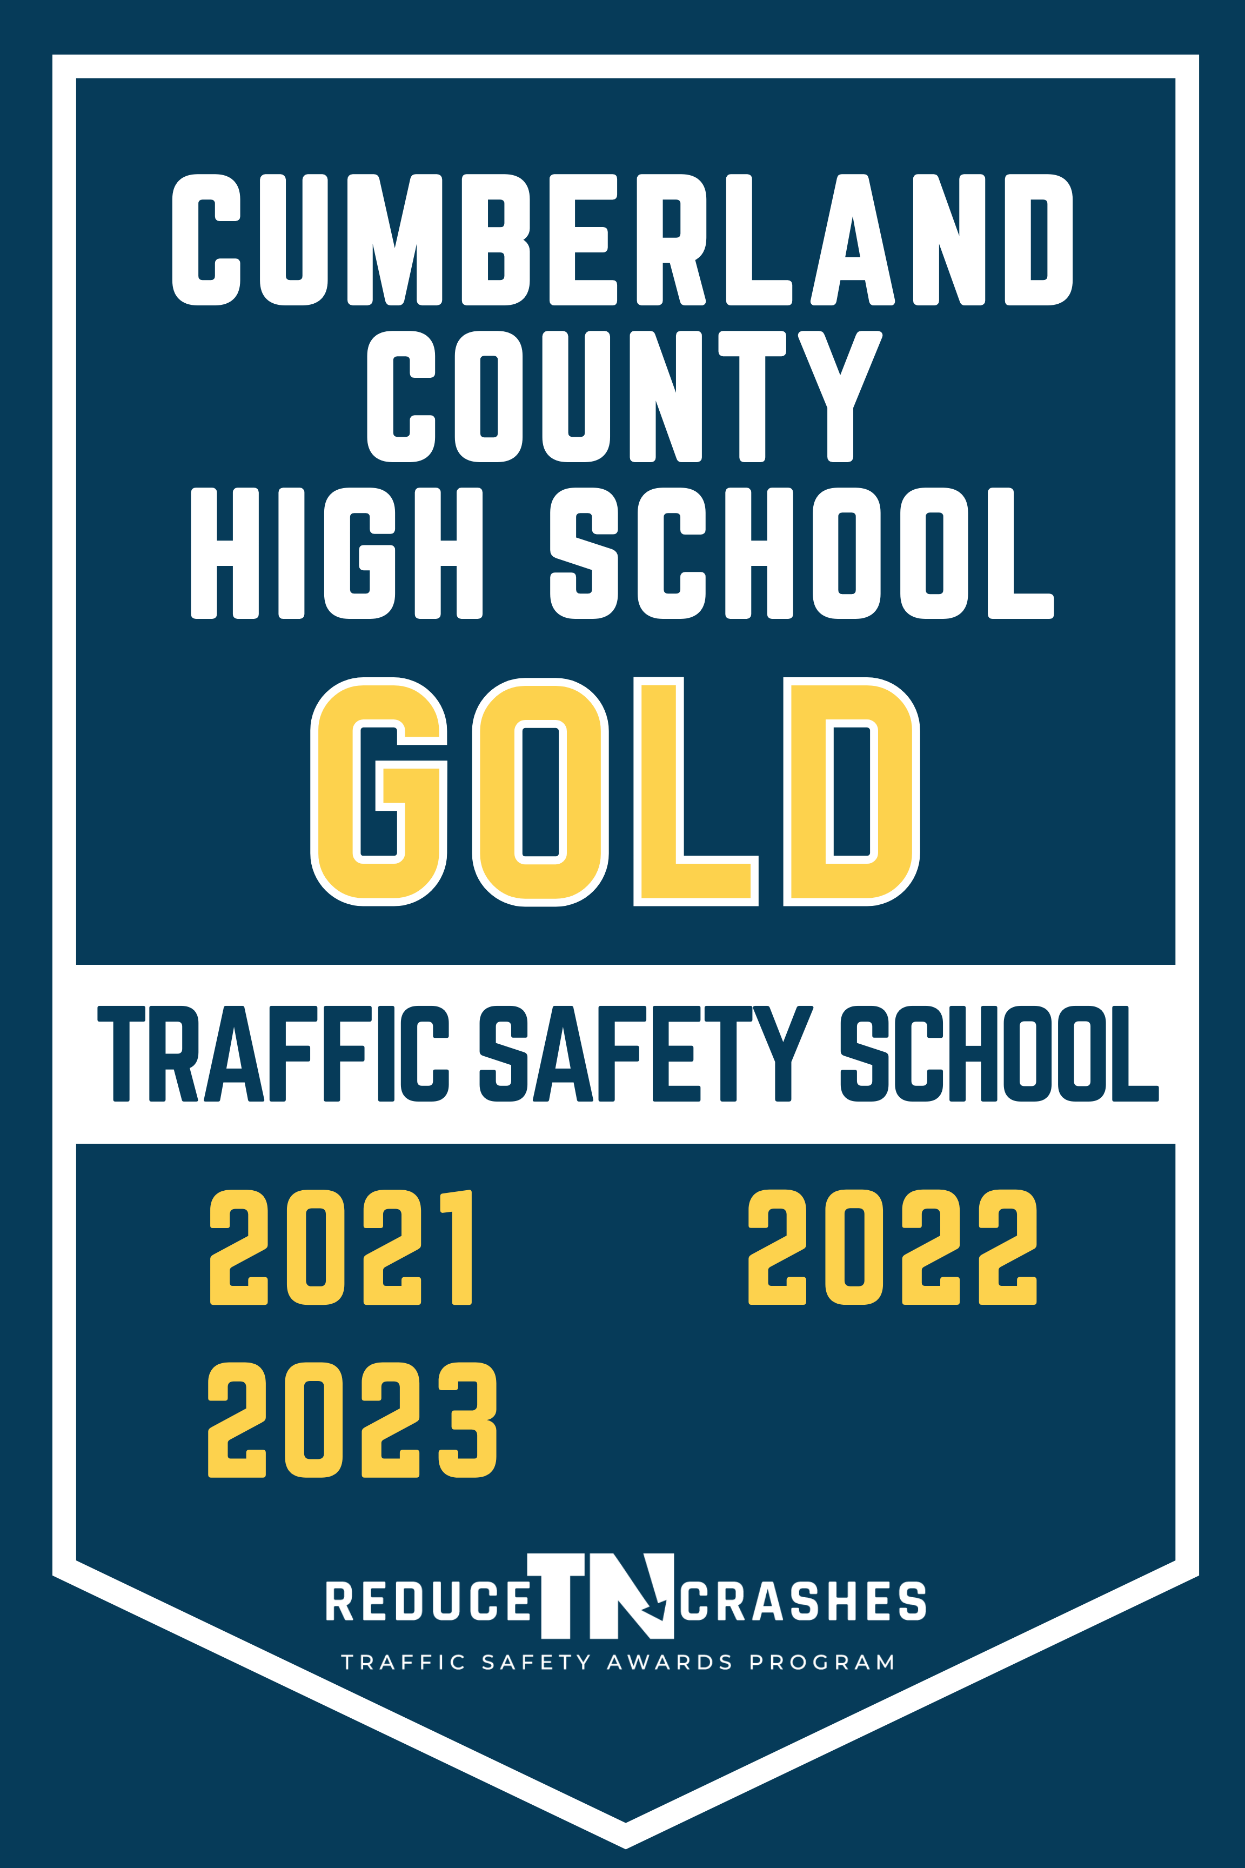 CUMBERLAND
COUNTY
HIGH SCHOOL
GOLD
TRAFFIC SAFETY SCHOOL
2021 2022
2023
REDUCE TN CRASHES
TRAFFIC SAFETY AWARDS PROGRAM